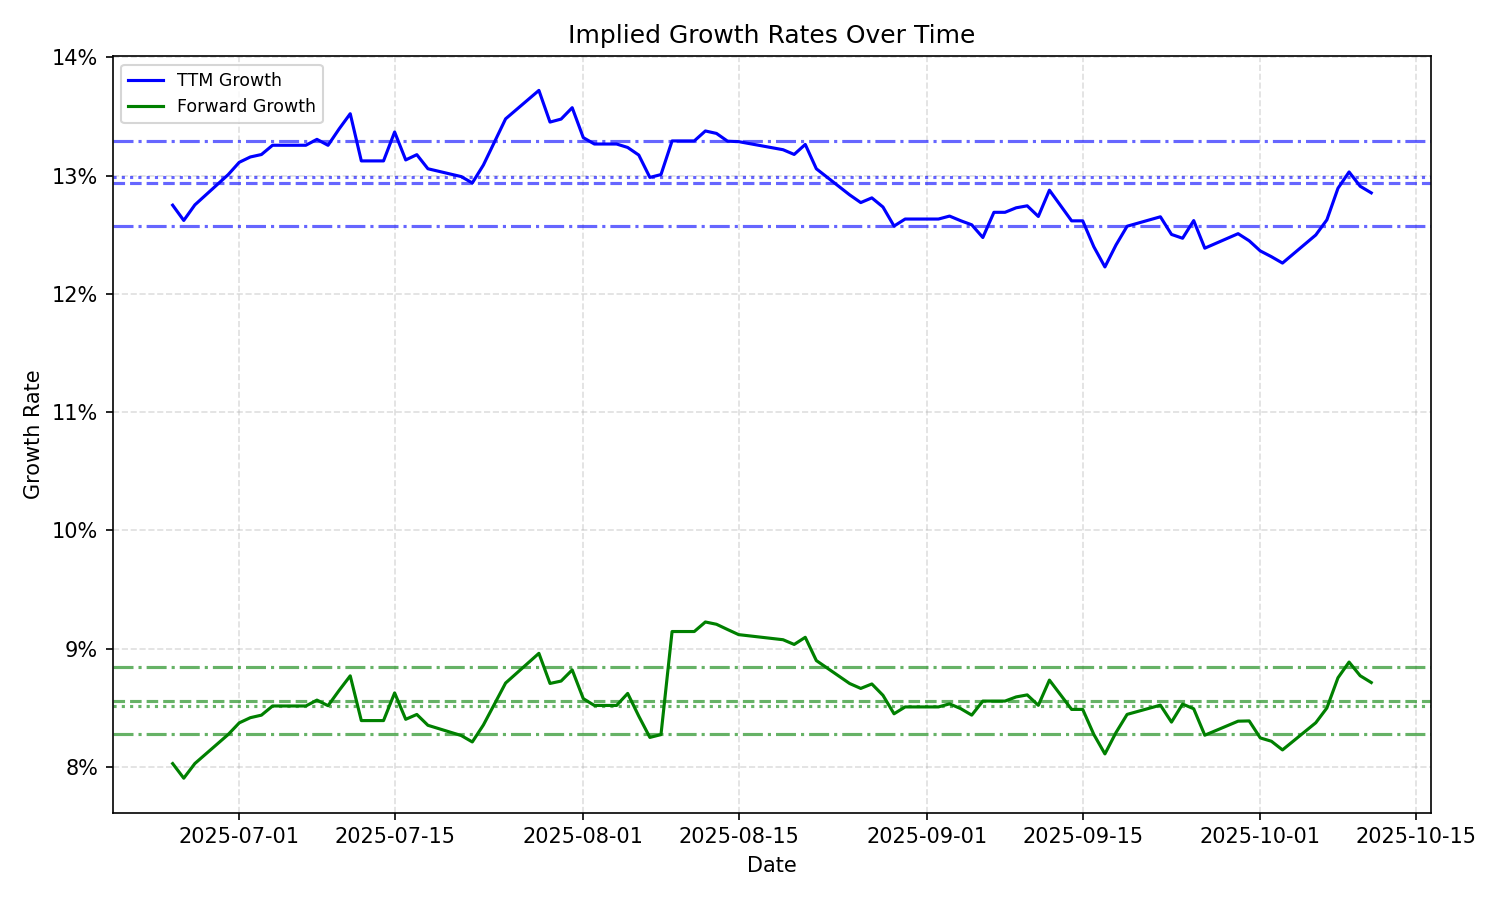 Implied Growth Rates Over Time
14%
TTM Growth
Forward Growth
13%
12%
11%
10%
9%
8%
Growth Rate
2025-07-01 2025-07-15 2025-08-01 2025-08-15 2025-09-01 2025-09-15 2025-10-01 2025-10-15
Date